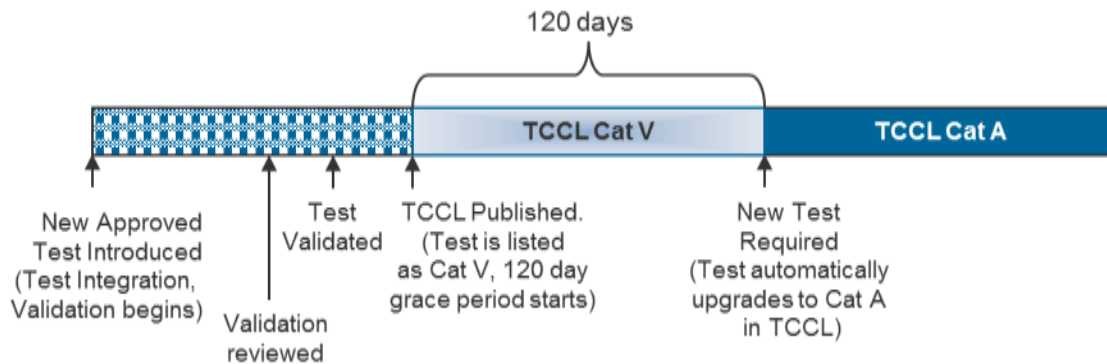 120 days
TCCL Cat V
TCCL Cat A
New Approved
Test Introduced
(Test Integration,
Validation begins)
Validation
reviewed
Test
Validated
TCCL Published.
(Test is listed
as Cat V, 120 day
grace period starts)
New Test
Required
(Test automatically
upgrades to Cat A
in TCCL)